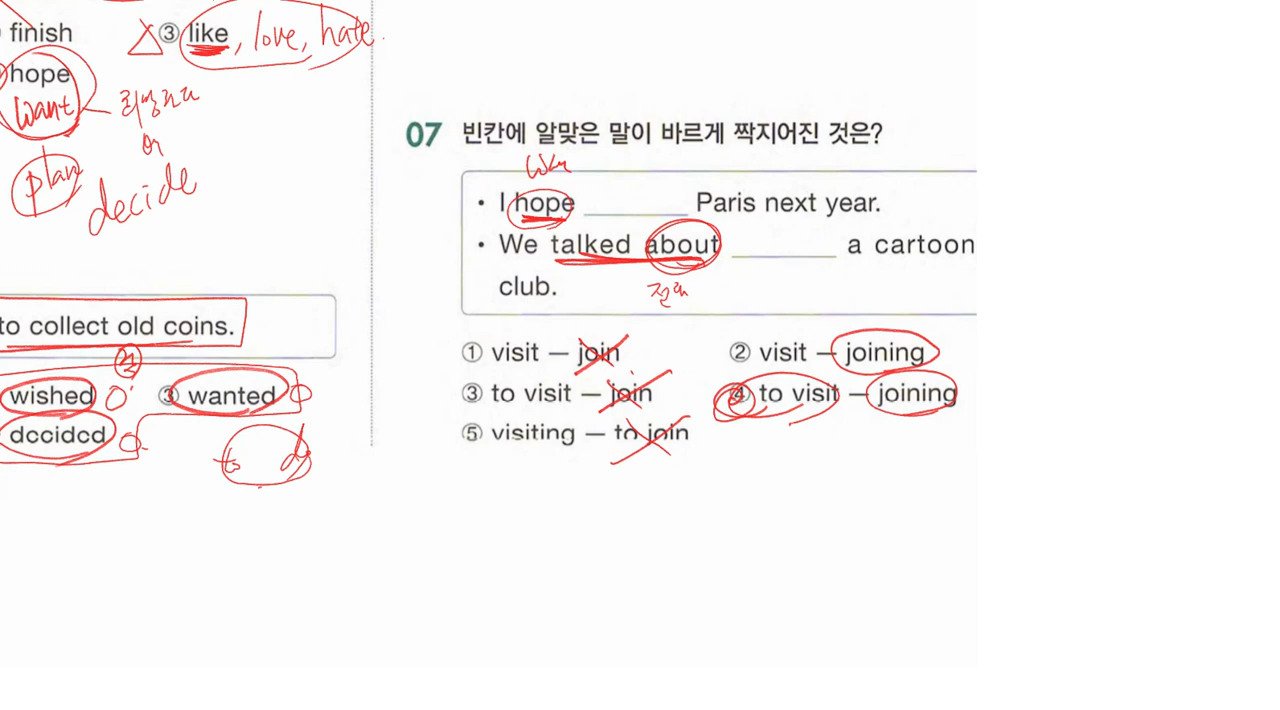 finish
③ like, love, hate
hope
want
or
plan
decide
to collect old coins.
wished
③ wanted
decided
to
07 빈칸에 알맞은 말이 바르게 짝지어진 것은?
• I hope ________ Paris next year.
• We talked about ________ a cartoon
club.
① visit – join
② visit – joining
③ to visit – join
④ to visit – joining
⑤ visiting – to join